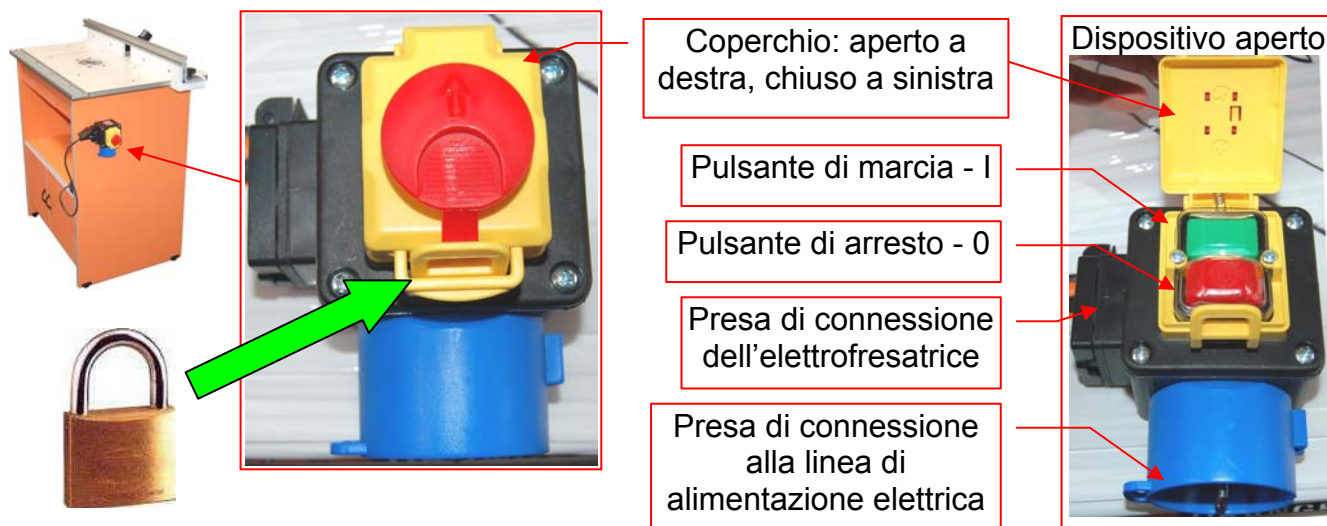 Coperchio: aperto a
destra, chiuso a sinistra
Dispositivo aperto
Pulsante di marcia - I
Pulsante di arresto - 0
Presa di connessione
dell’elettrofresatrice
Presa di connessione
alla linea di
alimentazione elettrica